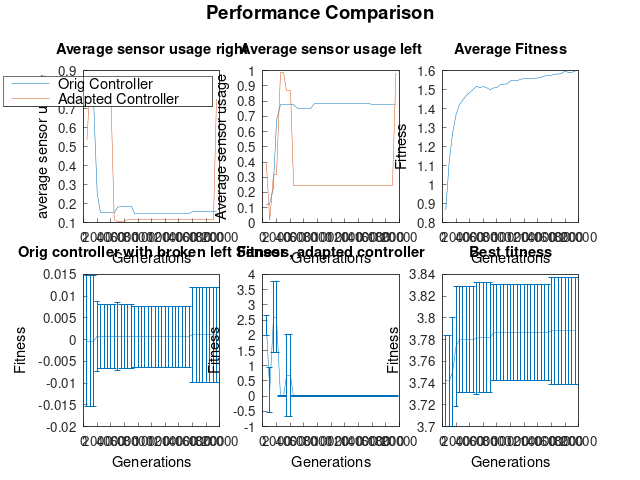 Performance Comparison
Average sensor usage right
Average sensor usage left
Average Fitness
Orig Controller
Adapted Controller
average sensor u
0.9
0.7
0.6
0.5
0.4
0.3
0.2
0.1
Generations
Average sensor usage
1
0.9
0.8
0.7
0.6
0.5
0.4
0.3
0.2
0.1
0
Generations
Fitness
1.6
1.5
1.4
1.3
1.2
1.1
1
0.9
0.8
Generations
Orig controller with broken left
Fitness, adapted controller
Best fitness
Fitness
0.015
0.01
0.005
0
-0.005
-0.01
-0.015
-0.02
Generations
Fitness
4
3.5
3
2.5
2
1.5
1
0.5
0
-0.5
-1
Generations
Fitness
3.84
3.82
3.8
3.78
3.76
3.74
3.72
3.7
Generations